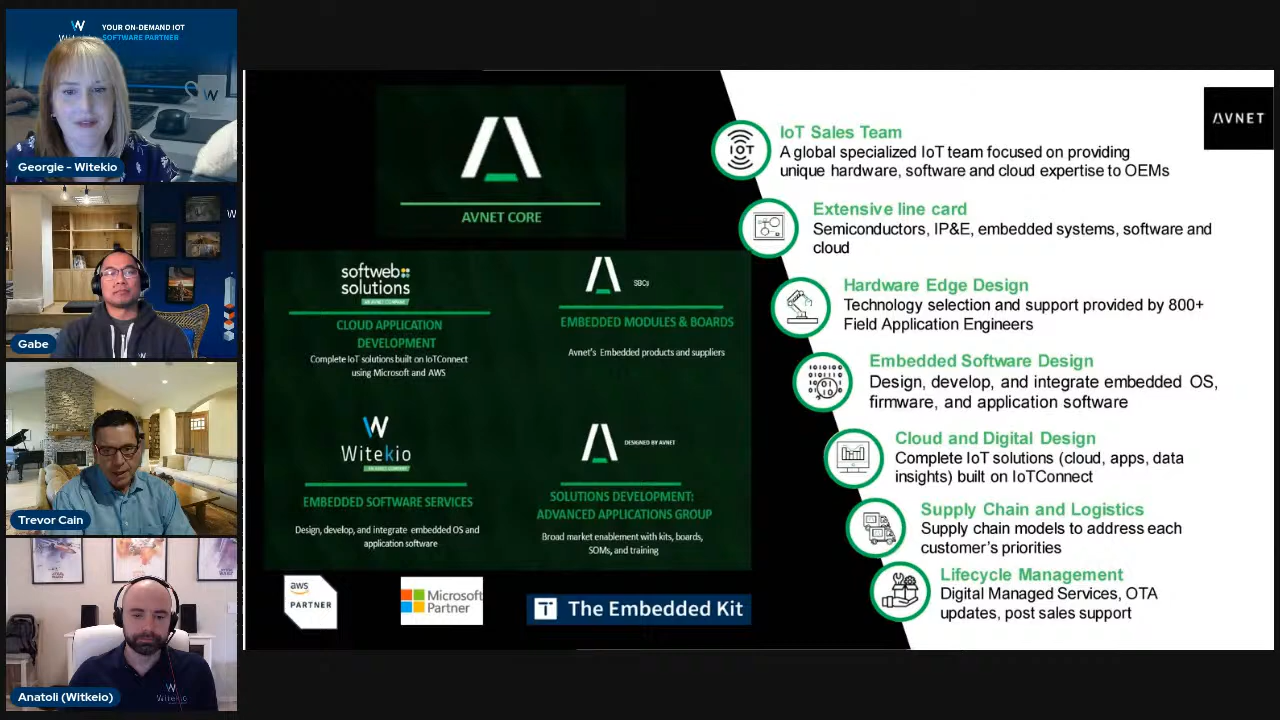 YOUR ON-DEMAND IOT
SOFTWARE PARTNER
W
Georgie - Witekio
W
Gabe
Trevor Cain
W
Witekio
Anatoli (Witkeio)
AVNET CORE
softweb
solutions
AN AVNET COMPANY
CLOUD APPLICATION
DEVELOPMENT
Complete IoT solutions built on IoTConnect
using Microsoft and AWS
SBCs
EMBEDDED MODULES & BOARDS
Avnet's Embedded products and suppliers
Witekio
AN AVNET COMPANY
EMBEDDED SOFTWARE SERVICES
Design, develop, and integrate embedded OS and
application software
DESIGNED BY AVNET
SOLUTIONS DEVELOPMENT:
ADVANCED APPLICATIONS GROUP
Broad market enablement with kits, boards,
SOMs, and training
aws
PARTNER
Microsoft
Partner
The Embedded Kit
AVNET
IOT
IoT Sales Team
A global specialized IoT team focused on providing
unique hardware, software and cloud expertise to OEMs
Extensive line card
Semiconductors, IP&E, embedded systems, software and
cloud
Hardware Edge Design
Technology selection and support provided by 800+
Field Application Engineers
Embedded Software Design
Design, develop, and integrate embedded OS,
firmware, and application software
Cloud and Digital Design
Complete IoT solutions (cloud, apps, data
insights) built on IoTConnect
Supply Chain and Logistics
Supply chain models to address each
customer's priorities
Lifecycle Management
Digital Managed Services, OTA
updates, post sales support